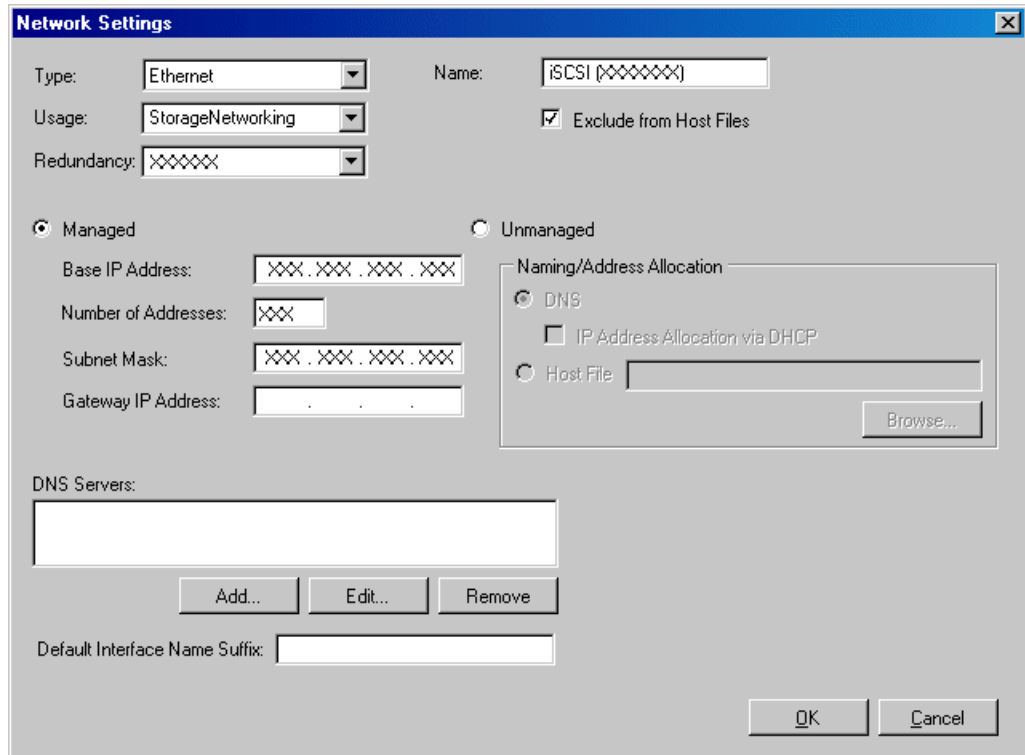 Network Settings
Type: Ethernet Name: iSCSI (XXXXXXX)
Usage: StorageNetworking Exclude from Host Files
Redundancy: XXXXXX
Managed Unmanaged
Base IP Address: XXX . XXX . XXX . XXX Naming/Address Allocation
Number of Addresses: XXX DNS
IP Address Allocation via DHCP
Subnet Mask: XXX . XXX . XXX . XXX
Host File
Gateway IP Address: . . .
Browse...
DNS Servers:
Add... Edit... Remove
Default Interface Name Suffix:
OK Cancel